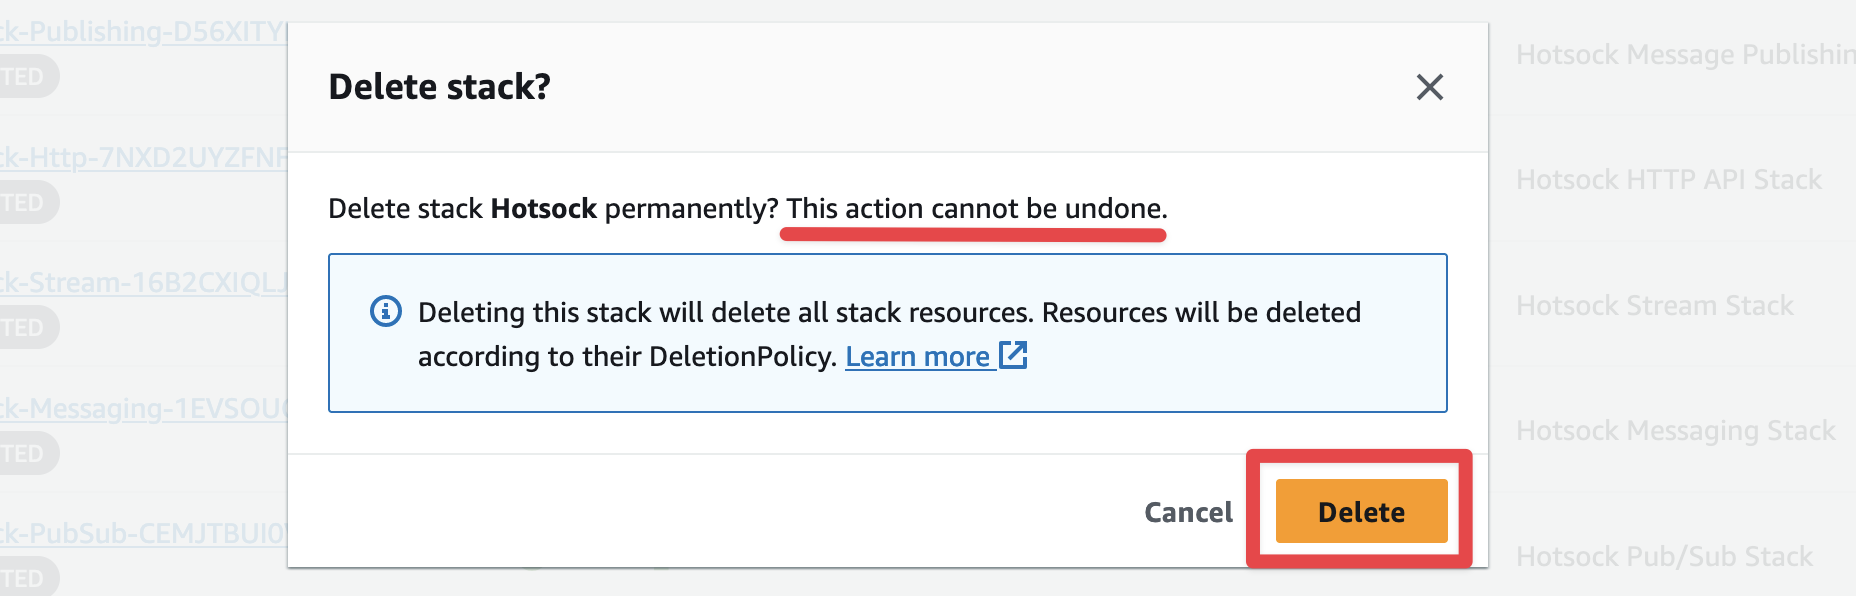 ck-Publishing-D56XITY
TED
Hotsock Message Publishin
Delete stack?
ck-Http-7NXD2UYZFNF
TED
Hotsock HTTP API Stack
Delete stack Hotsock permanently? This action cannot be undone.
ck-Stream-16B2CXIQLJ
TED
Hotsock Stream Stack
Deleting this stack will delete all stack resources. Resources will be deleted
according to their DeletionPolicy. Learn more
ck-Messaging-1EVSOU
TED
Hotsock Messaging Stack
Cancel
Delete
ck-PubSub-CEMJTBUI0
TED
Hotsock Pub/Sub Stack